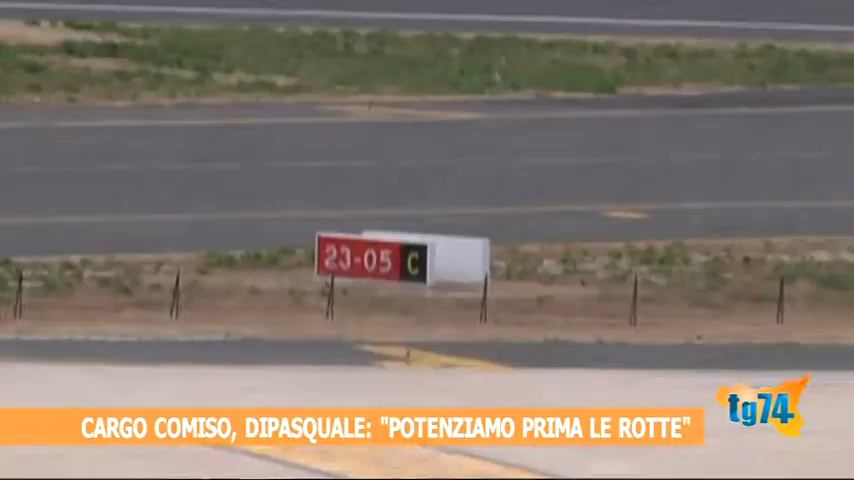 23-05 C
tg74
CARGO COMISO, DIPASQUALE: "POTENZIAMO PRIMA LE ROTTE"